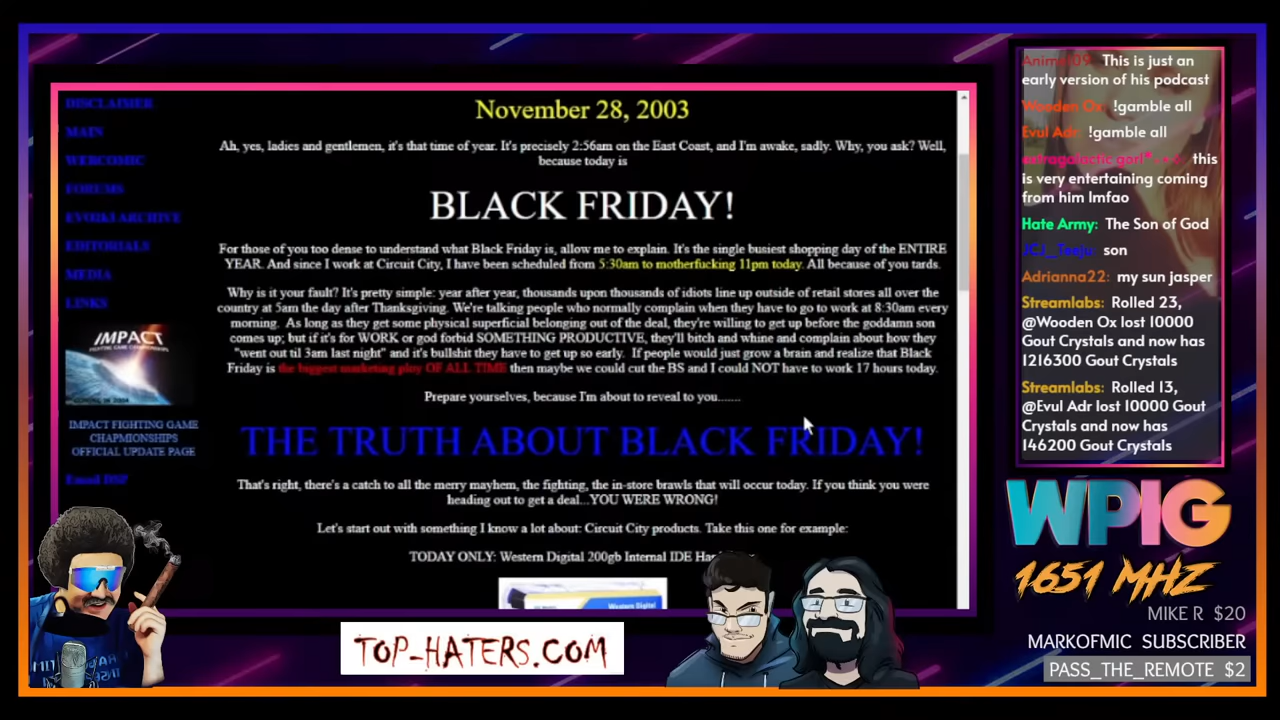 DISCLAIMER
MAIN
WEBCOMIC
FORUMS
EVO/KI ARCHIVE
EDITORIALS
MEDIA
LINKS
IMPACT
FIGHTING GAME CHAMPIONSHIPS
IMPACT FIGHTING GAME
CHAPMIONSHIPS
OFFICIAL UPDATE PAGE
Email DSP
November 28, 2003
Ah, yes, ladies and gentlemen, it's that time of year. It's precisely 2:56am on the East Coast, and I'm awake, sadly. Why, you ask? Well,
because today is
BLACK FRIDAY!
For those of you too dense to understand what Black Friday is, allow me to explain. It's the single busiest shopping day of the ENTIRE
YEAR. And since I work at Circuit City, I have been scheduled from 5:30am to motherfucking 11pm today. All because of you tards.
Why is it your fault? It's pretty simple: year after year, thousands upon thousands of idiots line up outside of retail stores all over the
country at 5am the day after Thanksgiving. We're talking people who normally complain when they have to go to work at 8:30am every
morning. As long as they get some physical superficial belonging out of the deal, they're willing to get up before the goddamn son
comes up; but if it's for WORK or god forbid SOMETHING PRODUCTIVE, they'll bitch and whine and complain about how they
"went out til 3am last night" and it's bullshit they have to get up so early. If people would just grow a brain and realize that Black
Friday is the biggest marketing ploy OF ALL TIME then maybe we could cut the BS and I could NOT have to work 17 hours today.
Prepare yourselves, because I'm about to reveal to you.......
THE TRUTH ABOUT BLACK FRIDAY!
That's right, there's a catch to all the merry mayhem, the fighting, the in-store brawls that will occur today. If you think you were
heading out to get a deal...YOU WERE WRONG!
Let's start out with something I know a lot about: Circuit City products. Take this one for example:
TODAY ONLY: Western Digital 200gb Internal IDE
Western Digital
TOP-HATERS.COM
This is just an
early version of his podcast
Wooden Ox: !gamble all
Evul Adr: !gamble all
this
is very entertaining coming
from him lmfao
Hate Army: The Son of God
son
Adrianna22: my sun jasper
Streamlabs: Rolled 23,
@Wooden Ox lost 10000
Gout Crystals and now has
1216300 Gout Crystals
Streamlabs: Rolled 13,
@Evul Adr lost 10000 Gout
Crystals and now has
146200 Gout Crystals
WPIG
1651 MHZ
MIKE R $20
MARKOFMIC SUBSCRIBER
PASS_THE_REMOTE $2